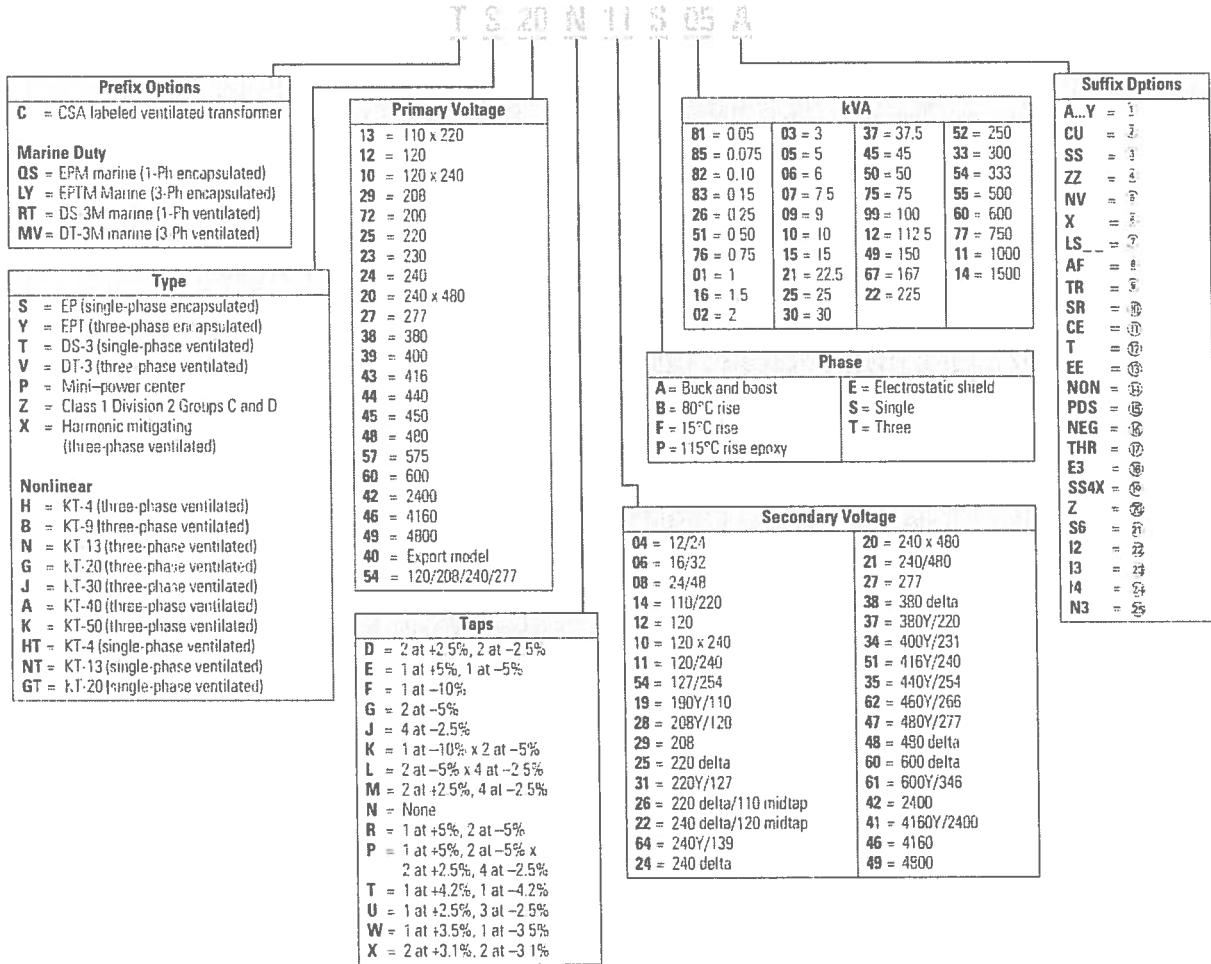 Prefix Options
C = CSA labeled ventilated transformer
Marine Duty
QS = EPM marine (1-Ph encapsulated)
LY = EPTM Marine (3-Ph encapsulated)
RT = DS-3M marine (1-Ph ventilated)
MV = DT-3M marine (3-Ph ventilated)
Type
S = EP (single-phase encapsulated)
Y = EPT (three-phase encapsulated)
T = DS-3 (single-phase ventilated)
V = DT-3 (three phase ventilated)
P = Mini–power center
Z = Class 1 Division 2 Groups C and D
X = Harmonic mitigating
(three-phase ventilated)
Nonlinear
H = KT-4 (three-phase ventilated)
B = KT-9 (three-phase ventilated)
N = KT-13 (three-phase ventilated)
G = KT-20 (three-phase ventilated)
J = KT-30 (three-phase ventilated)
A = KT-40 (three-phase ventilated)
K = KT-50 (three-phase ventilated)
HT = KT-4 (single-phase ventilated)
NT = KT-13 (single-phase ventilated)
GT = KT-20 (single-phase ventilated)
Primary Voltage
13 = 110 x 220
12 = 120
10 = 120 x 240
29 = 208
72 = 200
25 = 220
23 = 230
24 = 240
20 = 240 x 480
27 = 277
38 = 380
39 = 400
43 = 416
44 = 440
45 = 450
48 = 480
57 = 575
60 = 600
42 = 2400
46 = 4160
49 = 4800
40 = Export model
54 = 120/208/240/277
Taps
D = 2 at +2.5%, 2 at –2.5%
E = 1 at +5%, 1 at –5%
F = 1 at –10%
G = 2 at –5%
J = 4 at –2.5%
K = 1 at –10% x 2 at –5%
L = 2 at –5% x 4 at –2.5%
M = 2 at +2.5%, 4 at –2.5%
N = None
R = 1 at +5%, 2 at –5%
P = 1 at +5%, 2 at –5% x
2 at +2.5%, 4 at –2.5%
T = 1 at +4.2%, 1 at –4.2%
U = 1 at +2.5%, 3 at –2.5%
W = 1 at +3.5%, 1 at –3.5%
X = 2 at +3.1%, 2 at –3.1%
kVA
81 = 0.05 03 = 3 37 = 37.5 52 = 250
85 = 0.075 05 = 5 45 = 45 33 = 300
82 = 0.10 06 = 6 50 = 50 54 = 333
83 = 0.15 07 = 7.5 75 = 75 55 = 500
26 = 0.25 09 = 9 99 = 100 60 = 600
51 = 0.50 10 = 10 12 = 112.5 77 = 750
76 = 0.75 15 = 15 49 = 150 11 = 1000
01 = 1 21 = 22.5 67 = 167 14 = 1500
16 = 1.5 25 = 25 22 = 225
02 = 2 30 = 30
Phase
A = Buck and boost E = Electrostatic shield
B = 80°C rise S = Single
F = 15°C rise T = Three
P = 115°C rise epoxy
Secondary Voltage
04 = 12/24 20 = 240 x 480
06 = 16/32 21 = 240/480
08 = 24/48 27 = 277
14 = 110/220 38 = 380 delta
12 = 120 37 = 380Y/220
10 = 120 x 240 34 = 400Y/231
11 = 120/240 51 = 416Y/240
54 = 127/254 35 = 440Y/254
19 = 190Y/110 62 = 460Y/266
28 = 208Y/120 47 = 480Y/277
29 = 208 48 = 480 delta
25 = 220 delta 60 = 600 delta
31 = 220Y/127 61 = 600Y/346
26 = 220 delta/110 midtap 42 = 2400
22 = 240 delta/120 midtap 41 = 4160Y/2400
64 = 240Y/139 46 = 4160
24 = 240 delta 49 = 4800
Suffix Options
A...Y =
CU =
SS =
ZZ =
NV =
X =
LS_ _ = ⑦
AF = ⑧
TR = ⑨
SR = ⑩
CE = ⑪
T = ⑫
EE = ⑬
NON = ⑭
PDS = ⑮
NEG = ⑯
THR = ⑰
E3 = ⑱
SS4X = ⑲
Z = ⑳
S6 = ㉑
I2 = ㉒
I3 = ㉓
I4 = ㉔
N3 = ㉕